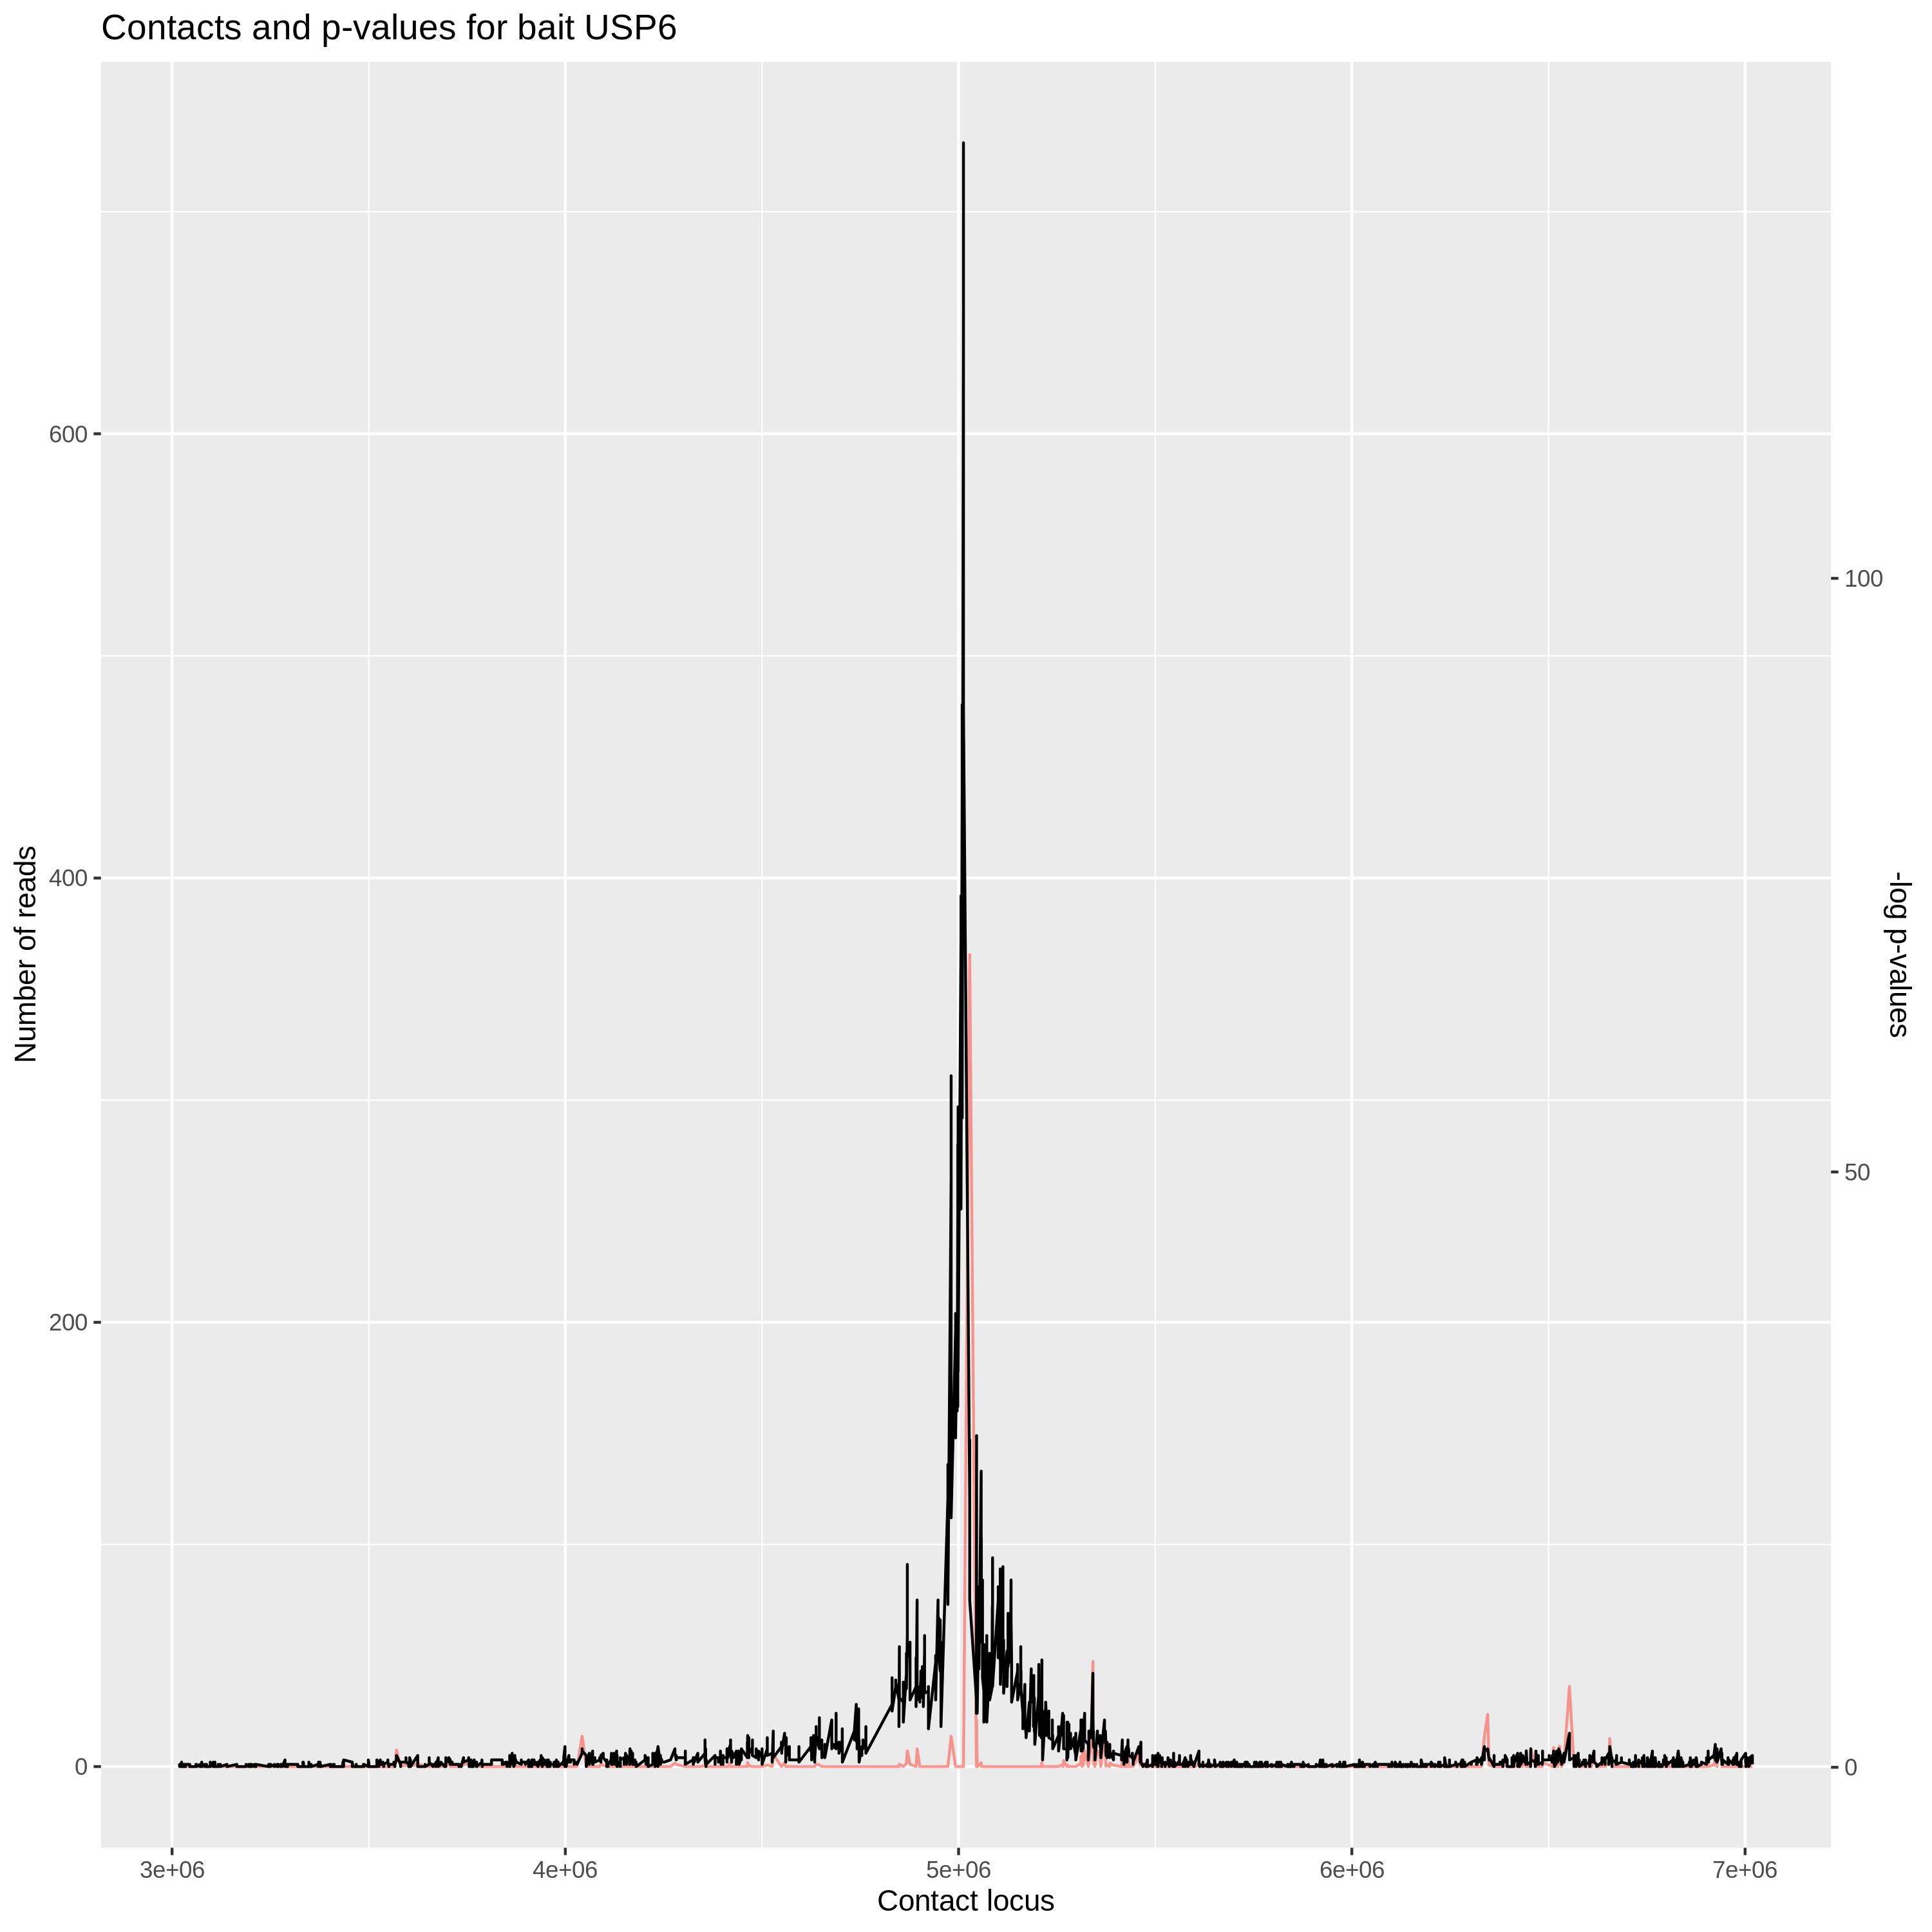 Contacts and p-values for bait USP6
600
400
200
0
100
50
0
Number of reads
-log p-values
3e+06
4e+06
5e+06
6e+06
7e+06
Contact locus